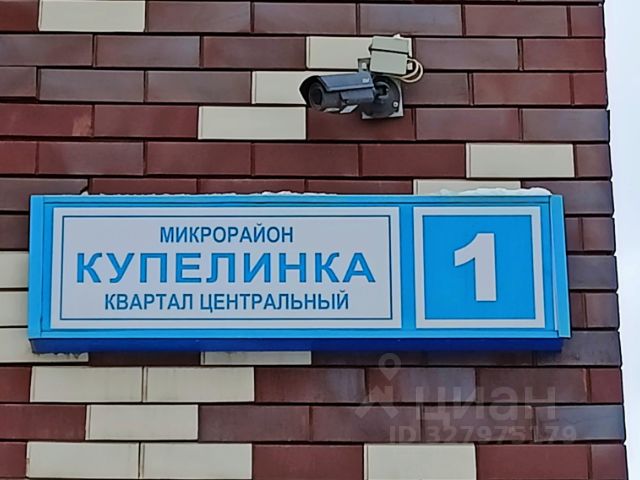 МИКРОРАЙОН
КУПЕЛИНКА
КВАРТАЛ ЦЕНТРАЛЬНЫЙ
1
циан
ID 327975179